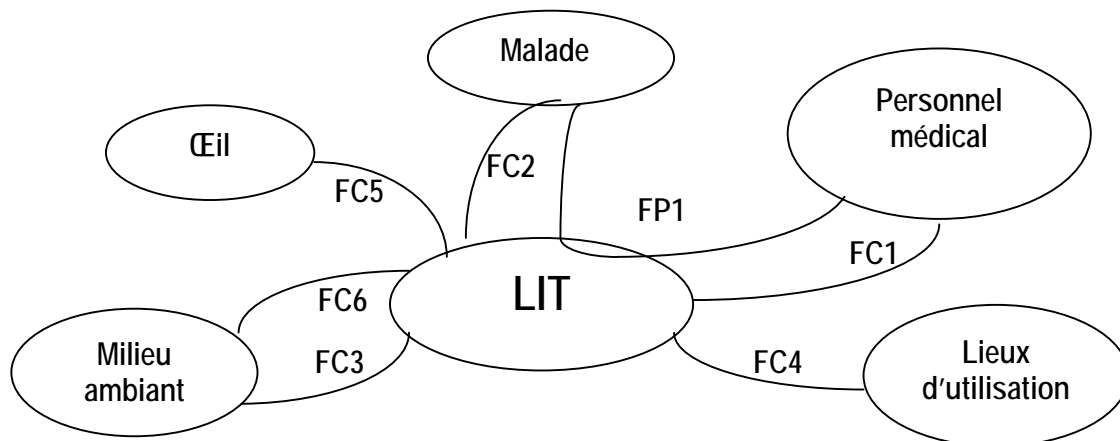 Malade
Personnel
médical
Œil
FC2
FC5
FP1
FC1
LIT
FC6
FC3
FC4
Milieu
ambiant
Lieux
d'utilisation